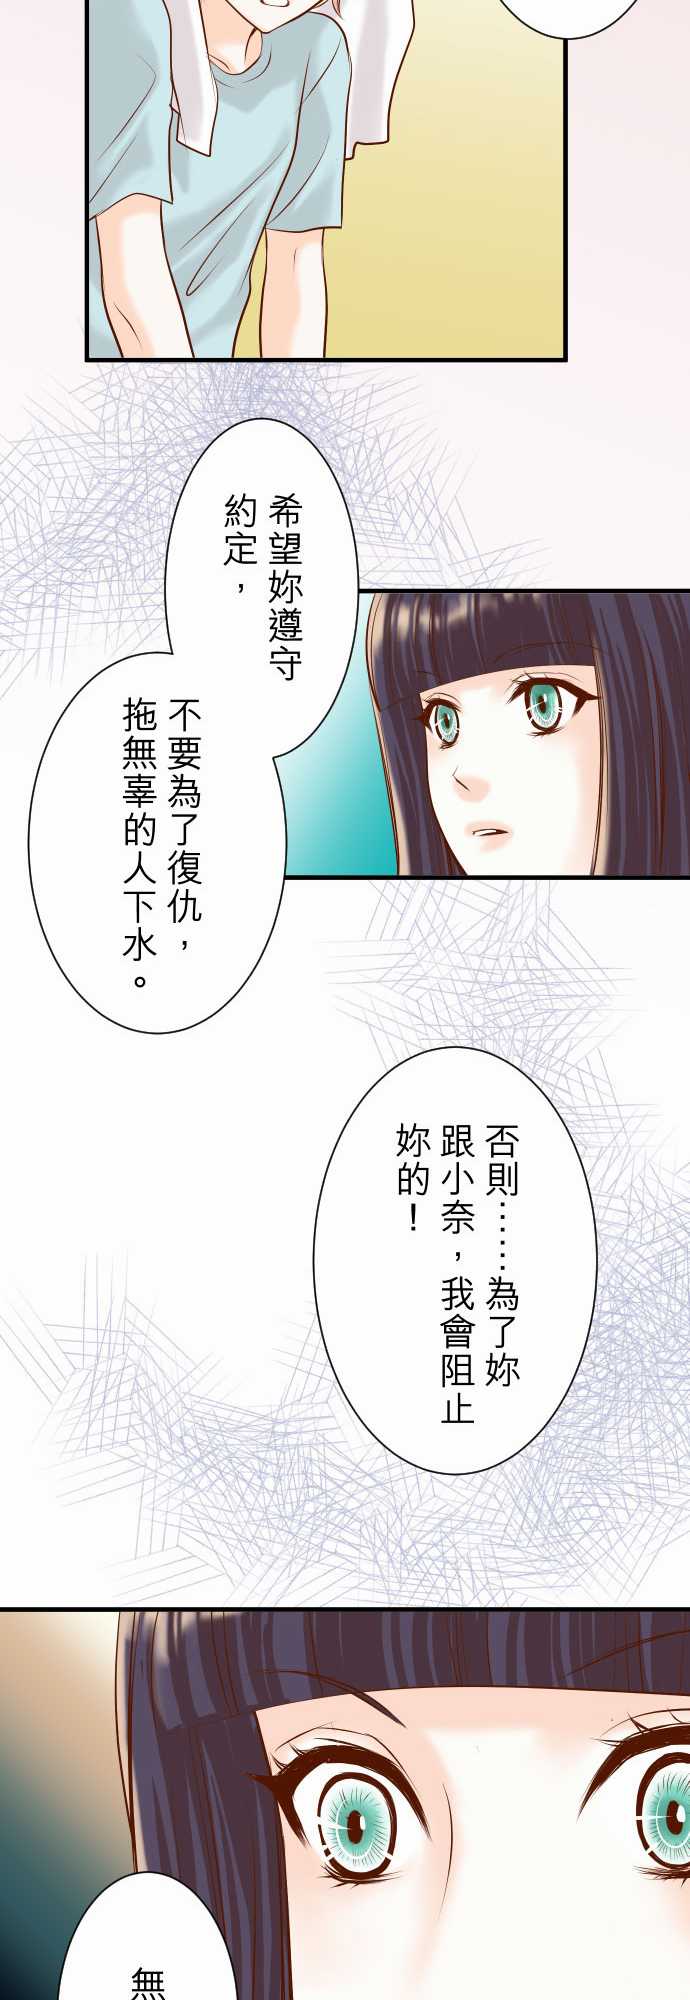 希望妳遵守
約定，
不要為了復仇，
拖無辜的人下水。
否則……為了妳
跟小奈，我會阻止
妳的！
無